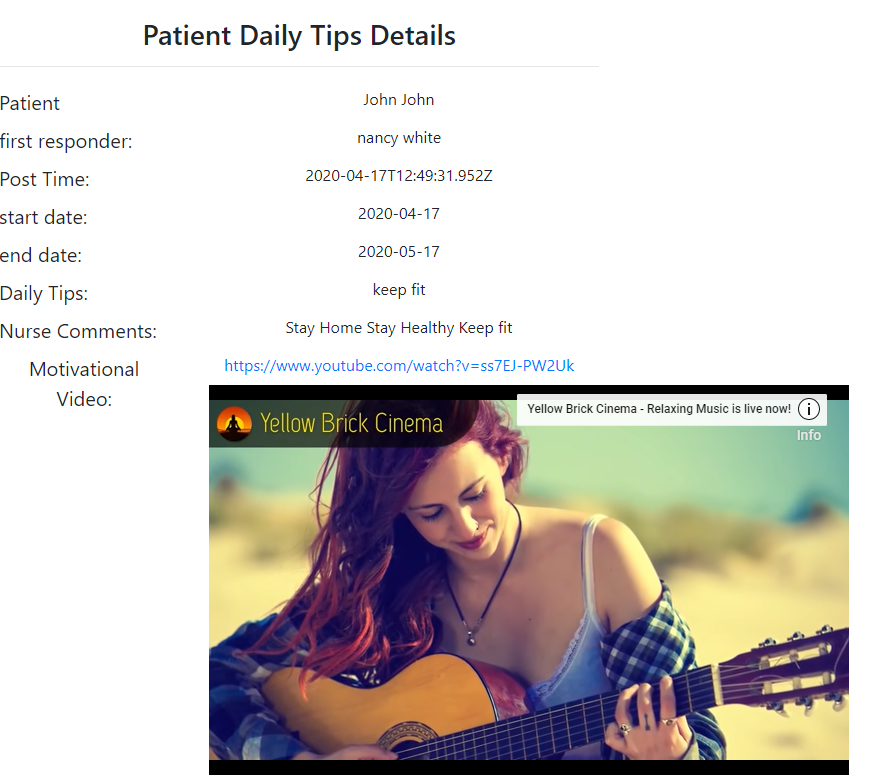 Patient Daily Tips Details
Patient John John
first responder: nancy white
Post Time: 2020-04-17T12:49:31.952Z
start date: 2020-04-17
end date: 2020-05-17
Daily Tips: keep fit
Nurse Comments: Stay Home Stay Healthy Keep fit
Motivational https://www.youtube.com/watch?v=ss7EJ-PW2Uk
Video:
Yellow Brick Cinema - Relaxing Music is live now! i
Yellow Brick Cinema
Info